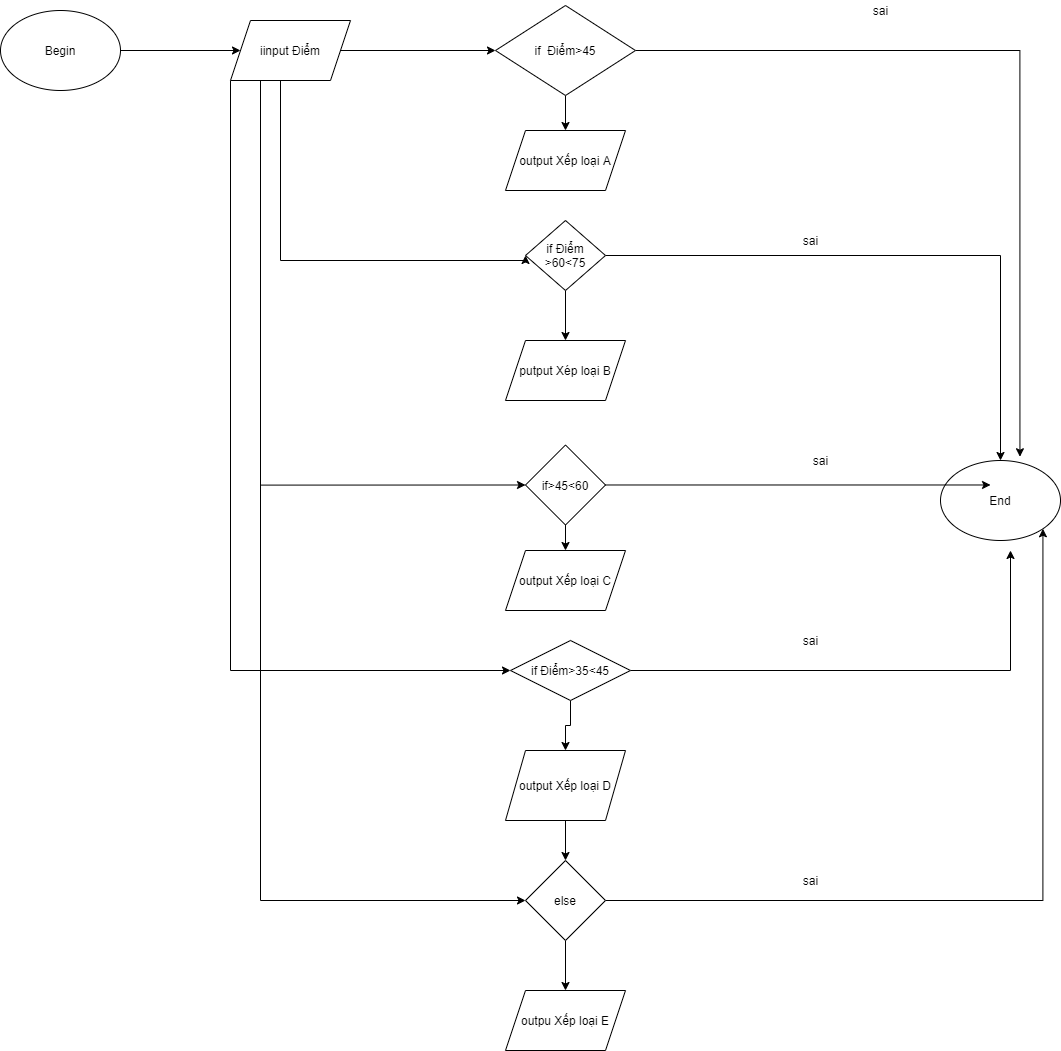 sai
Begin
iinput Điểm
if  Điểm>45
output Xếp loại A
sai
if Điểm
>60<75
putput Xép loại B
sai
if>45<60
End
output Xếp loại C
sai
if Điểm>35<45
output Xếp loại D
sai
else
outpu Xếp loại E